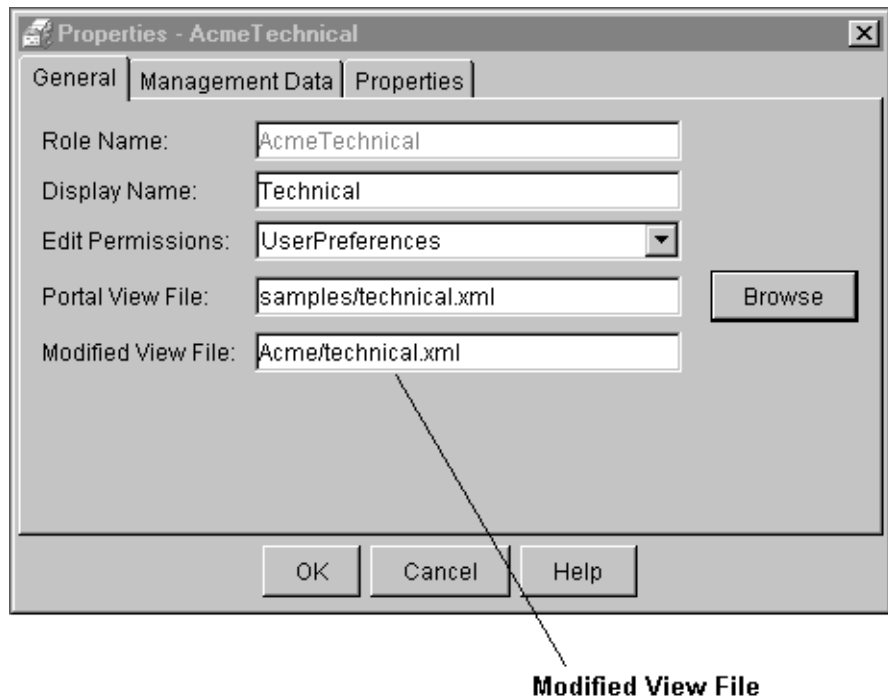 Properties - AcmeTechnical
General Management Data Properties
Role Name: AcmeTechnical
Display Name: Technical
Edit Permissions: UserPreferences
Portal View File: samples/technical.xml Browse
Modified View File: Acme/technical.xml
OK Cancel Help
Modified View File